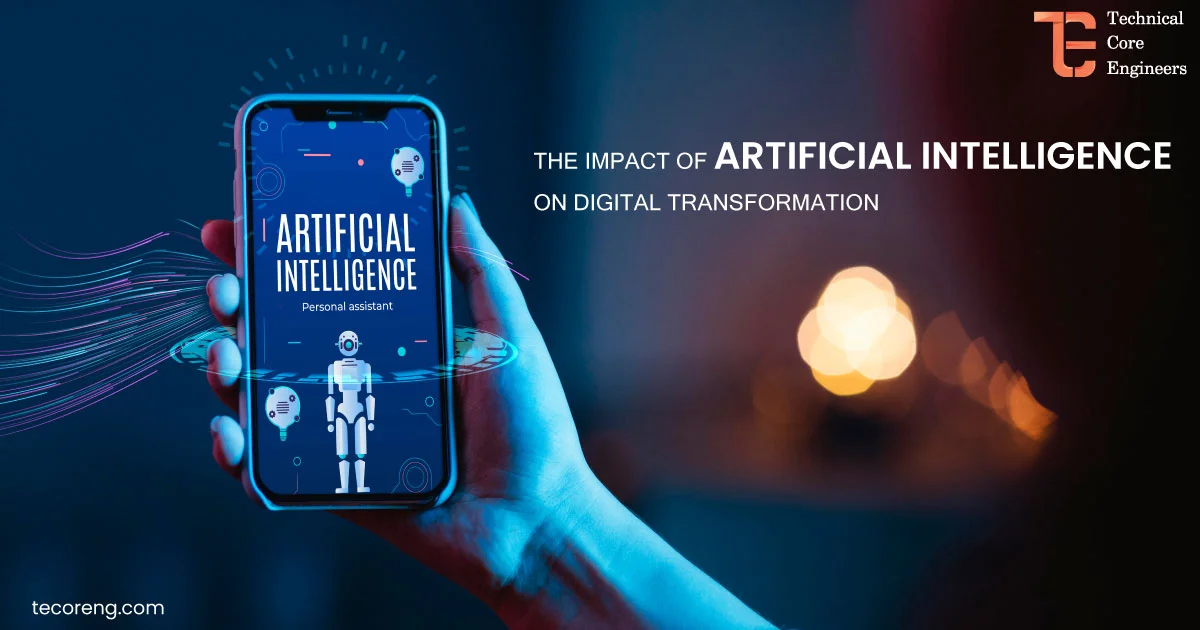 Technical
Core
Engineers
THE IMPACT OF ARTIFICIAL INTELLIGENCE
ON DIGITAL TRANSFORMATION
ARTIFICIAL
INTELLIGENCE
Personal assistant
tecoreng.com